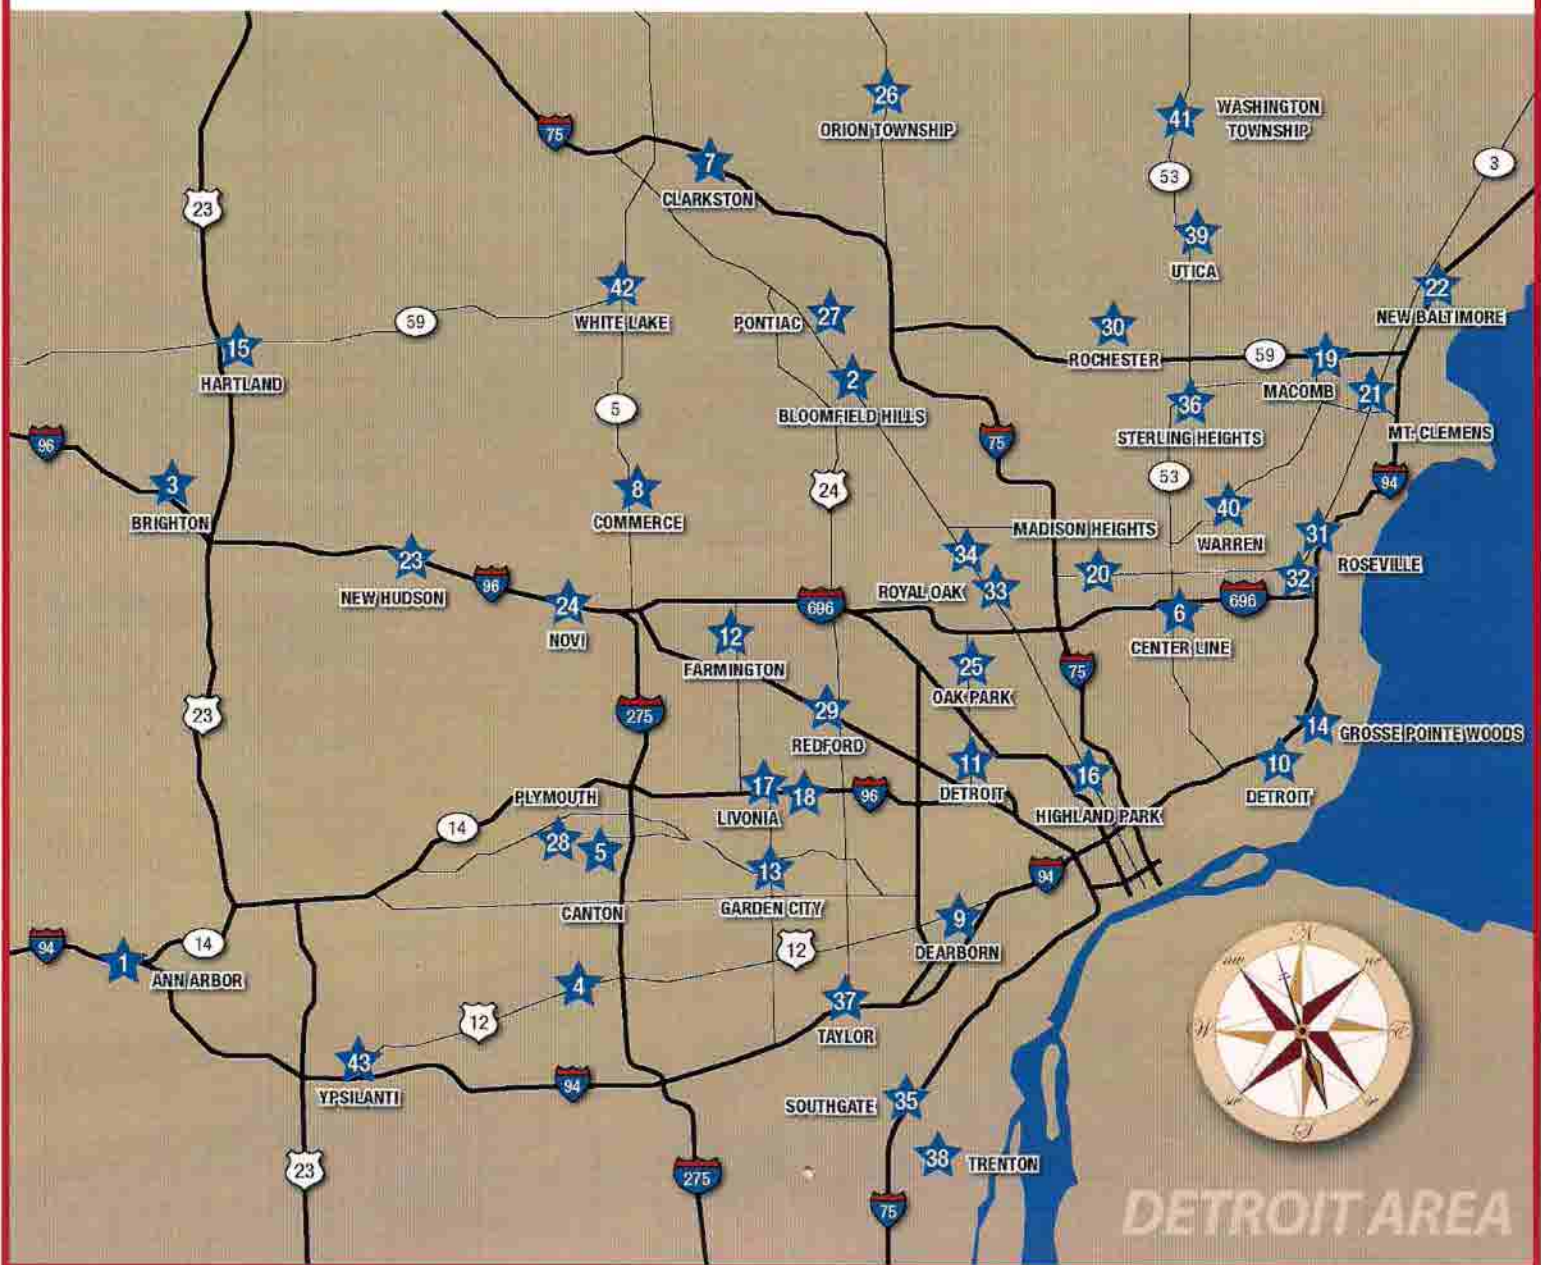 26
ORION TOWNSHIP
41
WASHINGTON
TOWNSHIP
75
7
CLARKSTON
53
3
23
39
UTICA
42
WHITE LAKE
22
NEW BALTIMORE
59
PONTIAC
27
30
ROCHESTER
15
HARTLAND
59
19
MACOMB
2
BLOOMFIELD HILLS
21
MT. CLEMENS
5
36
STERLING HEIGHTS
96
75
3
BRIGHTON
8
COMMERCE
24
53
94
40
WARREN
MADISON HEIGHTS
31
ROSEVILLE
23
NEW HUDSON
96
34
20
32
ROYAL OAK
33
24
NOVI
696
696
6
CENTER LINE
12
FARMINGTON
25
OAK PARK
75
23
275
29
REDFORD
14
GROSSE POINTE WOODS
11
DETROIT
10
DETROIT
16
HIGHLAND PARK
PLYMOUTH
17
18
LIVONIA
96
14
28
5
13
GARDEN CITY
94
CANTON
9
DEARBORN
12
94
1
14
ANN ARBOR
4
37
TAYLOR
12
43
YPSILANTI
94
SOUTHGATE
35
38
TRENTON
23
275
75
N
S
DETROIT AREA